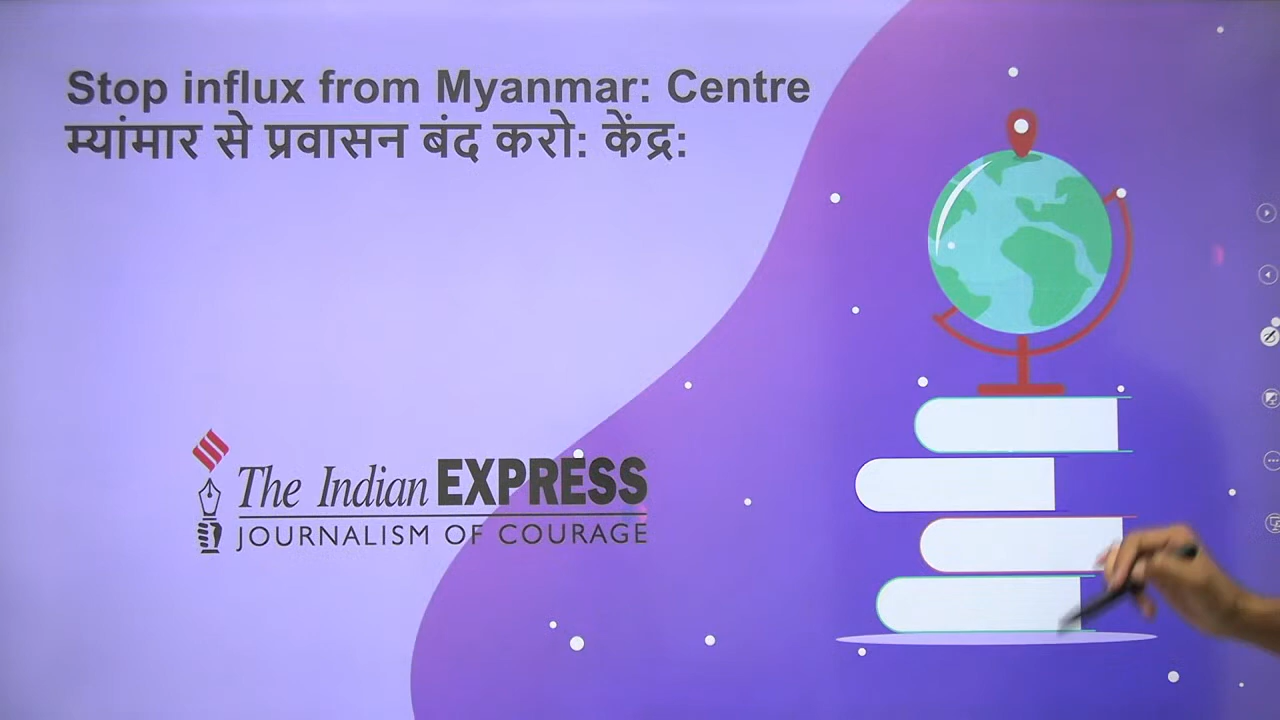 Stop influx from Myanmar: Centre
म्यांमार से प्रवासन बंद करो: केंद्र:
The Indian EXPRESS
JOURNALISM OF COURAGE